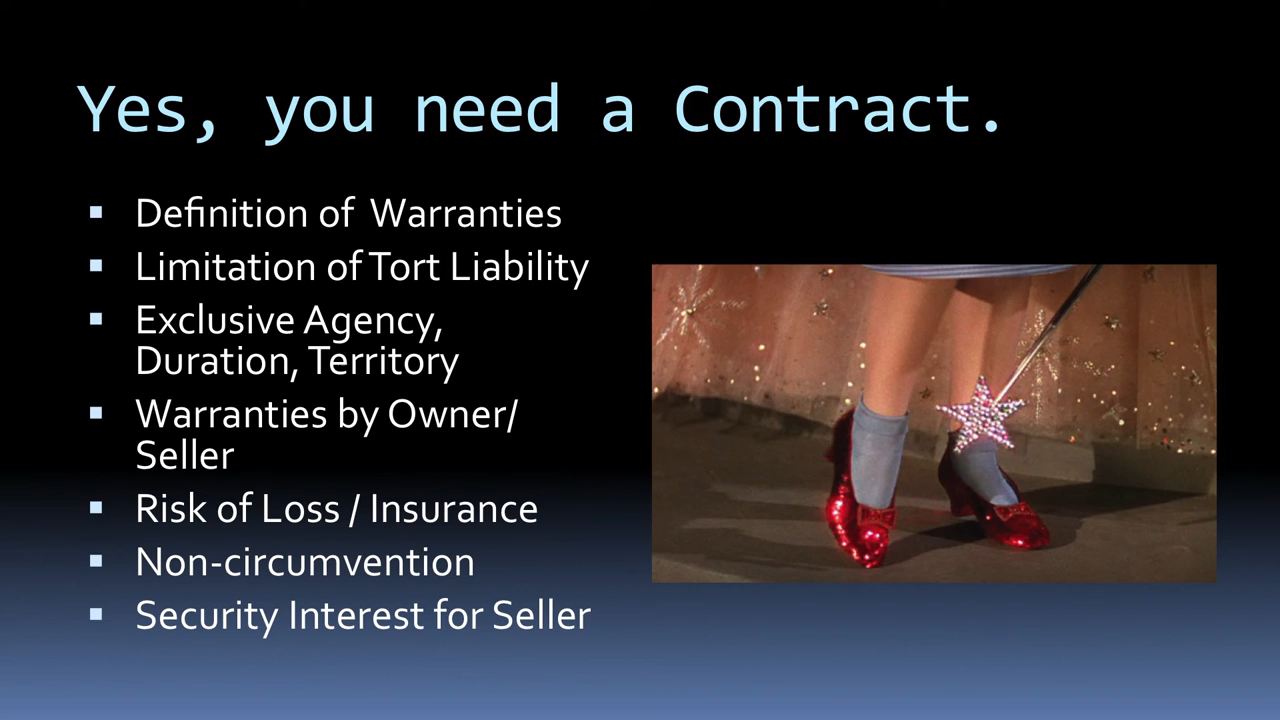 Yes, you need a Contract.
Definition of Warranties
Limitation of Tort Liability
Exclusive Agency,
Duration, Territory
Warranties by Owner/
Seller
Risk of Loss / Insurance
Non-circumvention
Security Interest for Seller